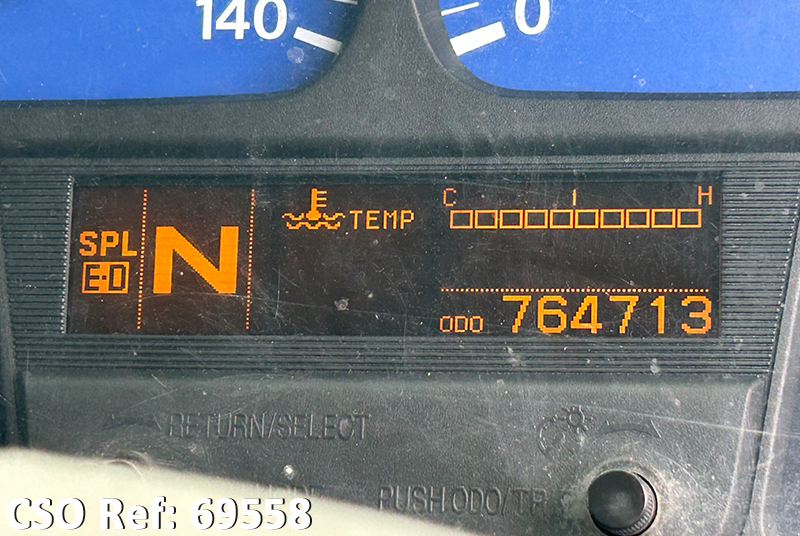 140
0
C H
TEMP
SPL
E-D
N
ODO 764713
RETURN/SELECT
PUSH ODO/TR
CSO Ref: 69558